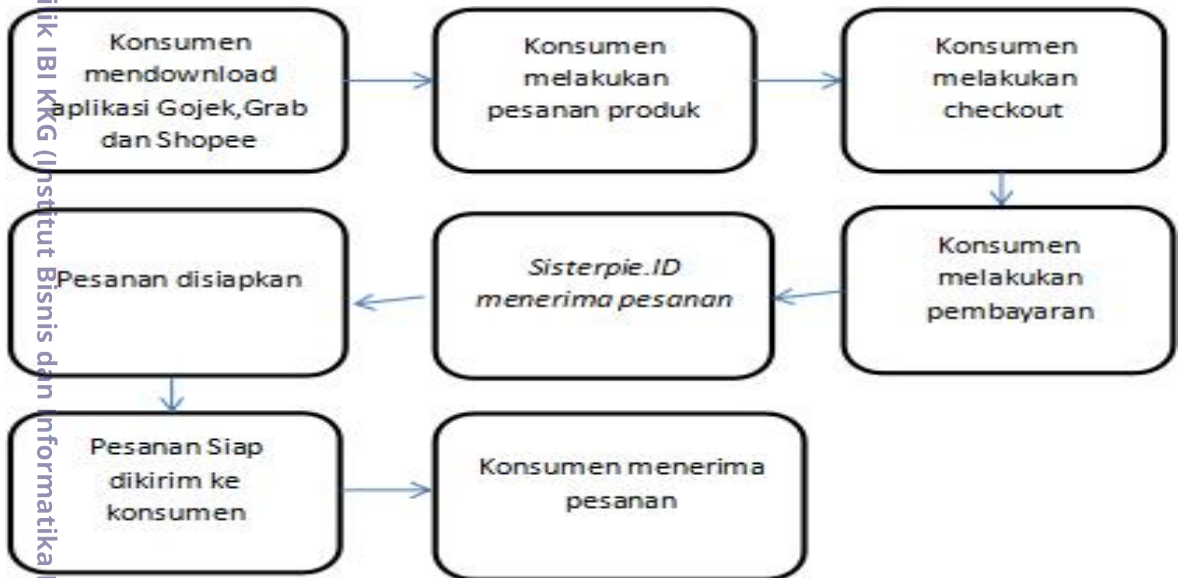 Konsumen
mendownload
aplikasi Gojek,Grab
dan Shopee
Konsumen
melakukan
pesanan produk
Konsumen
melakukan
checkout
Konsumen
melakukan
pembayaran
Sisterpie.ID
menerima pesanan
Pesanan disiapkan
Pesanan Siap
dikirim ke
konsumen
Konsumen menerima
pesanan
IBI KKG (Institut Bisnis dan Informatika